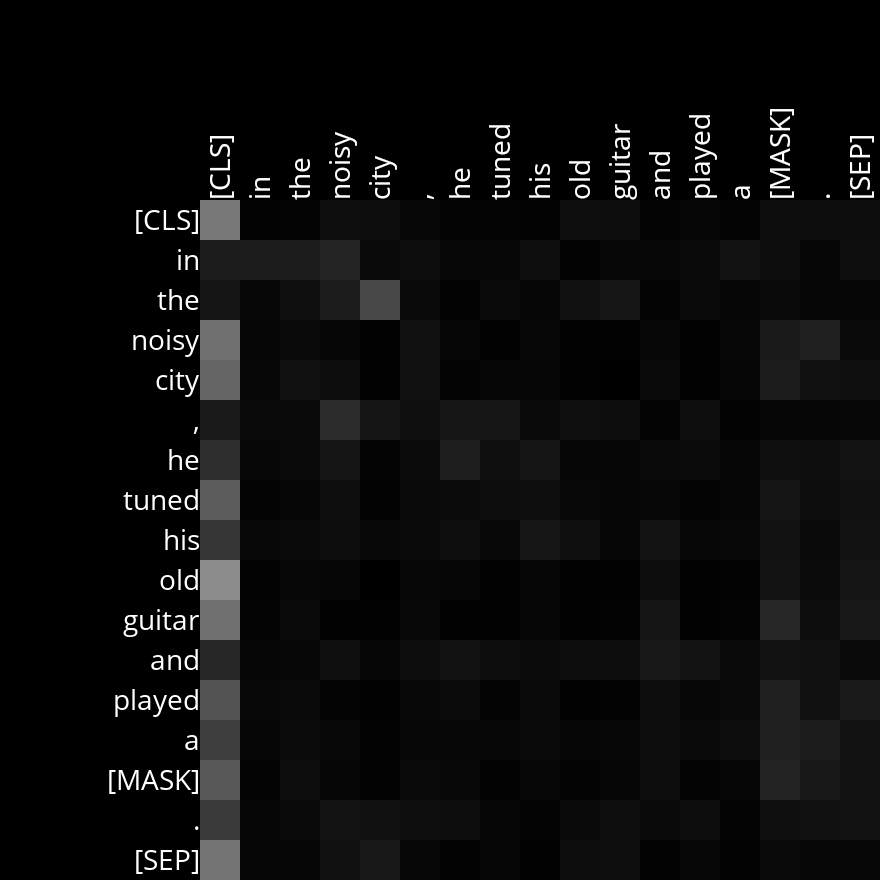 [CLS] in the noisy city , he tuned his old guitar and played a [MASK] . [SEP]
[CLS]
in
the
noisy
city
,
he
tuned
his
old
guitar
and
played
a
[MASK]
.
[SEP]